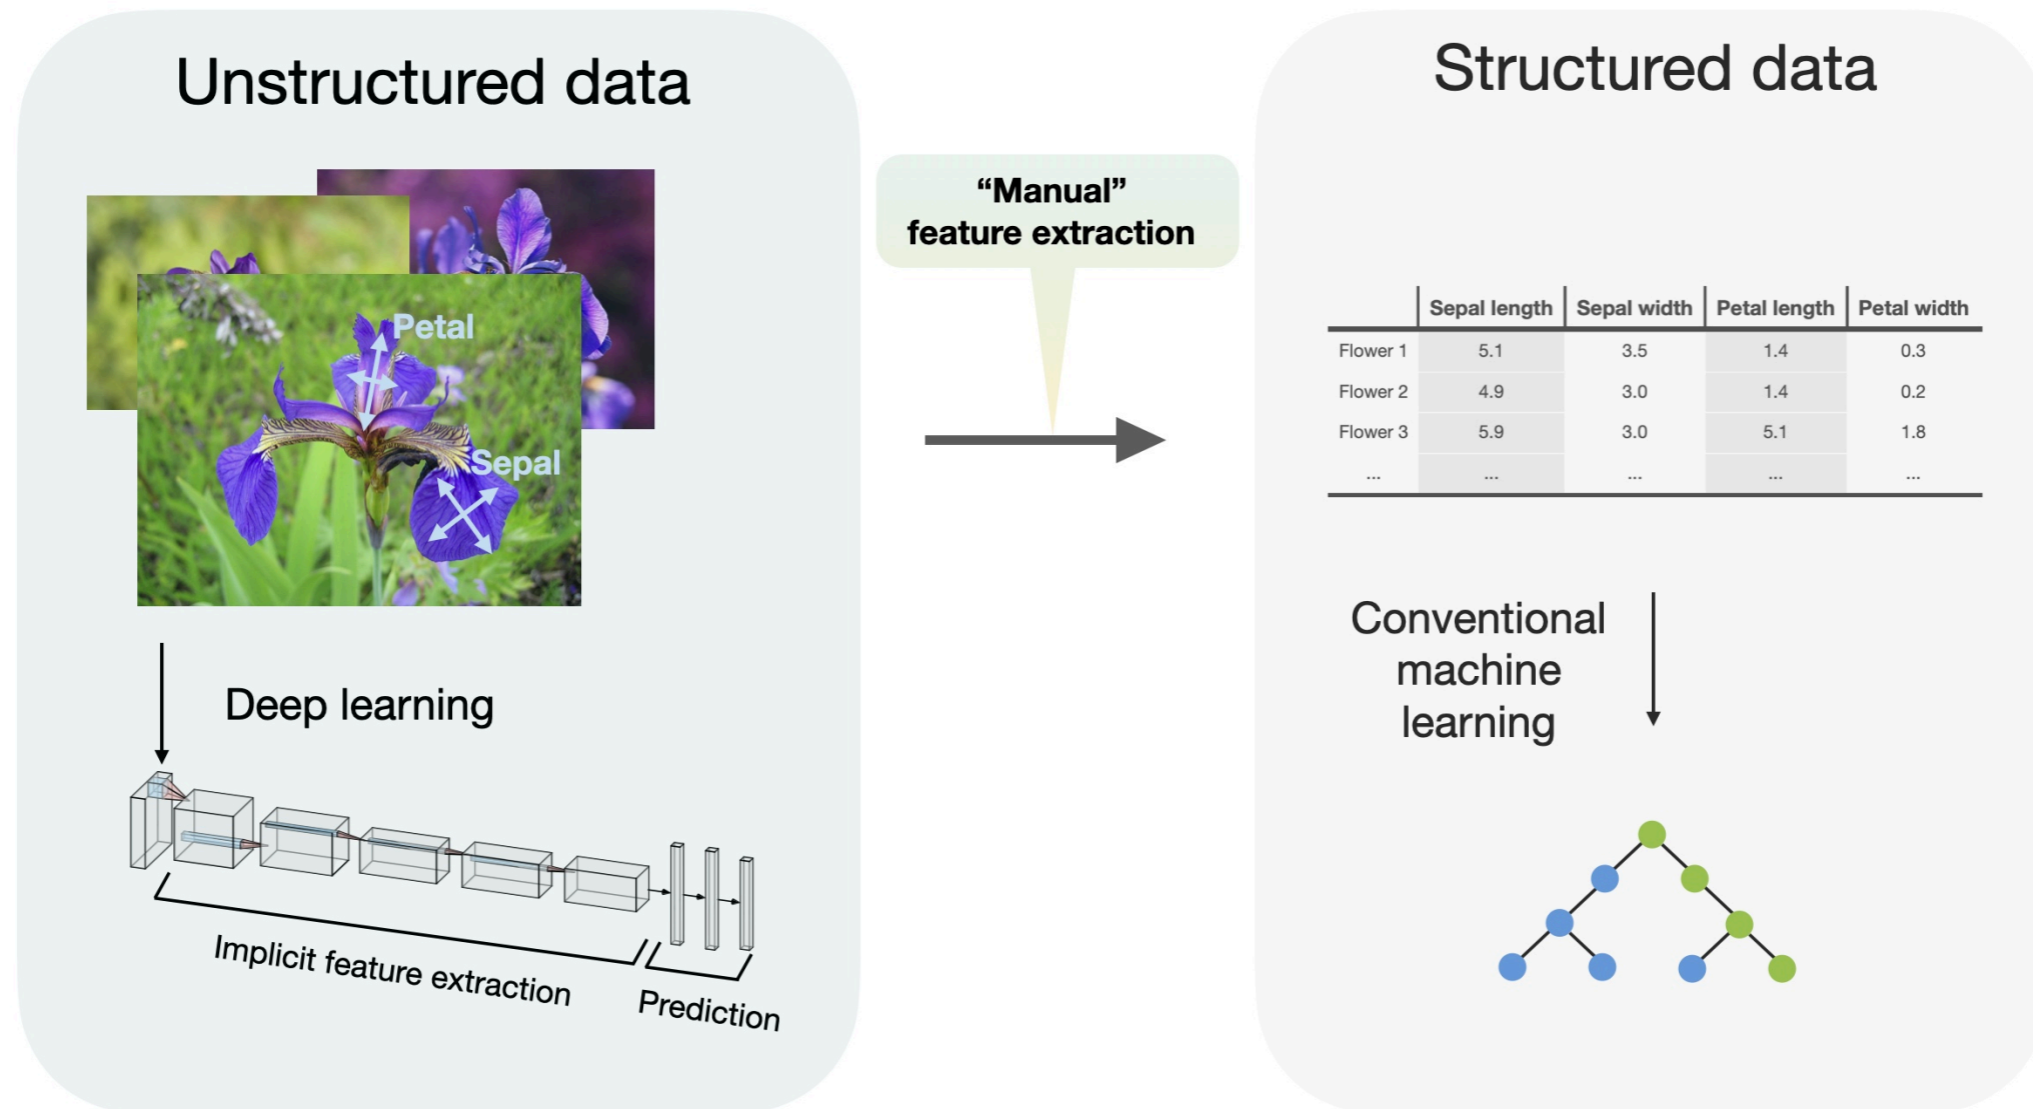 Unstructured data
Petal
Sepal
Deep learning
Implicit feature extraction
Prediction
“Manual”
feature extraction
Structured data
Sepal length Sepal width Petal length Petal width
Flower 1 5.1 3.5 1.4 0.3
Flower 2 4.9 3.0 1.4 0.2
Flower 3 5.9 3.0 5.1 1.8
... ... ... ... ...
Conventional
machine
learning